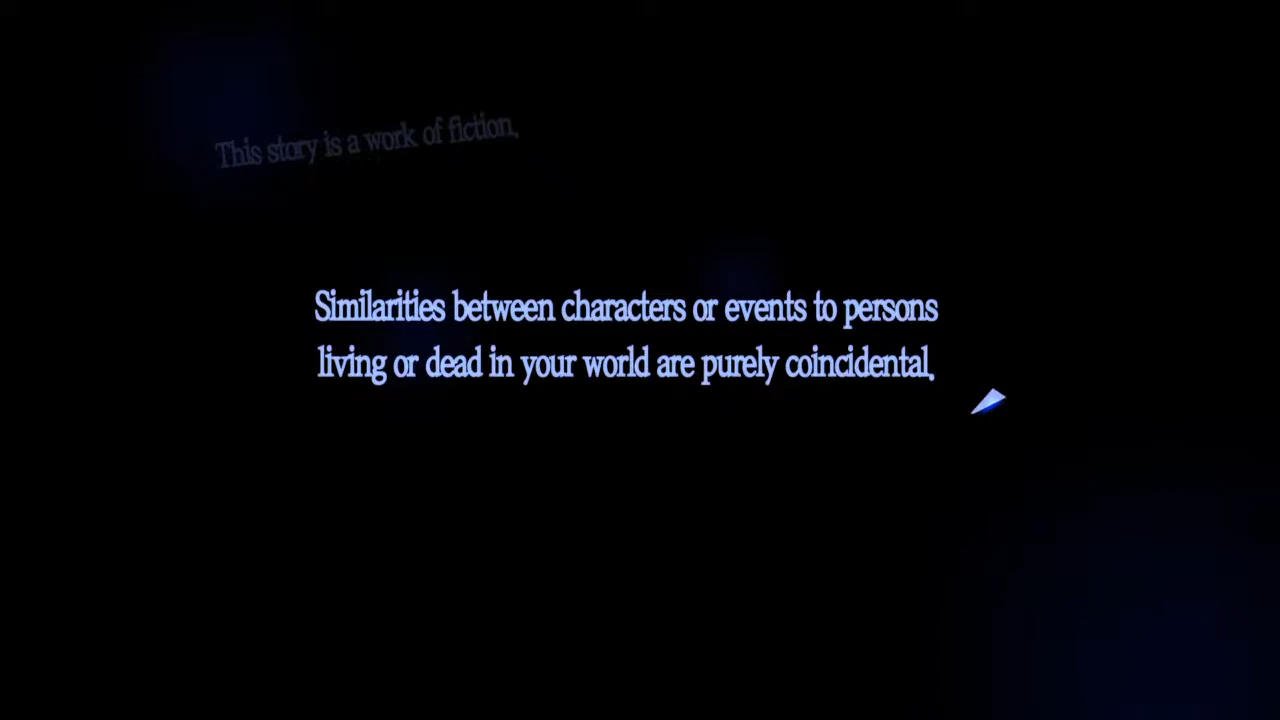 This story is a work of fiction.
Similarities between characters or events to persons
living or dead in your world are purely coincidental.